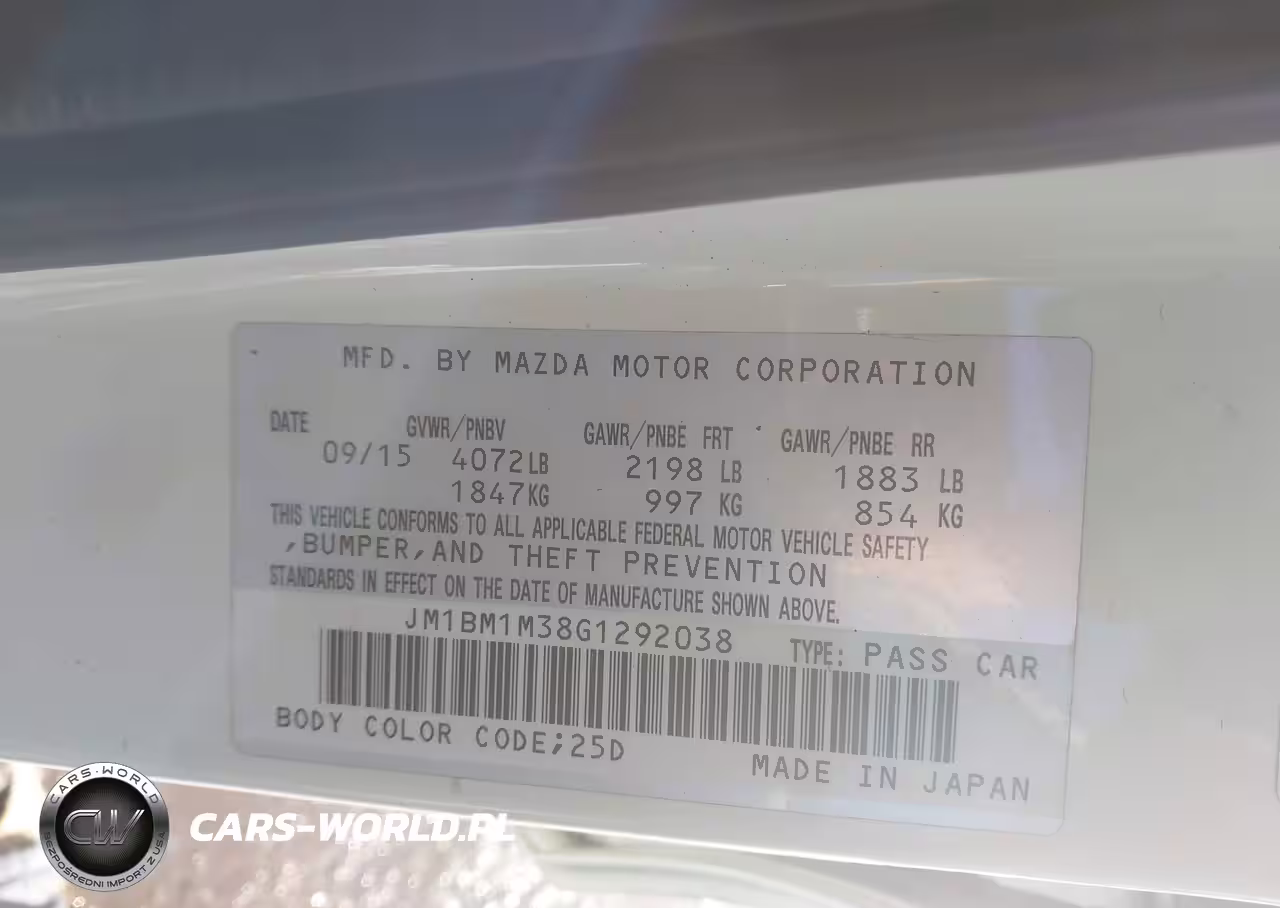 MFD. BY MAZDA MOTOR CORPORATION
DATE GVWR/PNBV GAWR/PNBE FRT GAWR/PNBE RR
09/15 4072LB 2198 LB 1883 LB
1847KG 997 KG 854 KG
THIS VEHICLE CONFORMS TO ALL APPLICABLE FEDERAL MOTOR VEHICLE SAFETY
,BUMPER,AND THEFT PREVENTION
STANDARDS IN EFFECT ON THE DATE OF MANUFACTURE SHOWN ABOVE.
JM1BM1M38G1292038 TYPE: PASS CAR
BODY COLOR CODE;25D
MADE IN JAPAN
CARS-WORLD
CW
BEZPOŚREDNI IMPORT Z USA
CARS-WORLD.PL